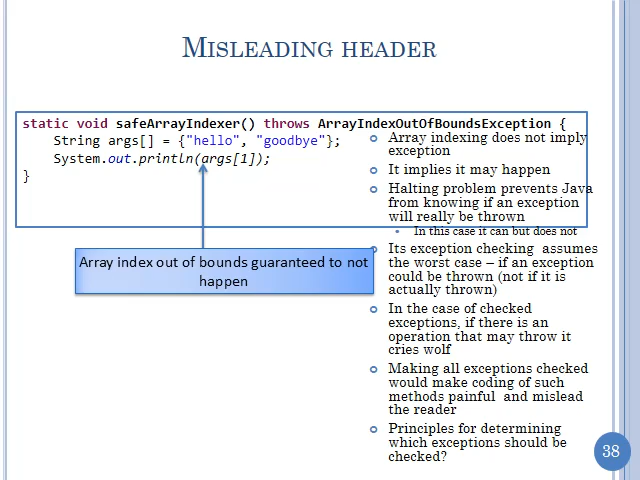 MISLEADING HEADER
static void safeArrayIndexer() throws ArrayIndexOutOfBoundsException {
String args[] = {"hello", "goodbye"};
System.out.println(args[1]);
}
Array index out of bounds guaranteed to not
happen
Array indexing does not imply
exception
It implies it may happen
Halting problem prevents Java
from knowing if an exception
will really be thrown
In this case it can but does not
Its exception checking assumes
the worst case – if an exception
could be thrown (not if it is
actually thrown)
In the case of checked
exceptions, if there is an
operation that may throw it
cries wolf
Making all exceptions checked
would make coding of such
methods painful and mislead
the reader
Principles for determining
which exceptions should be
checked?
38